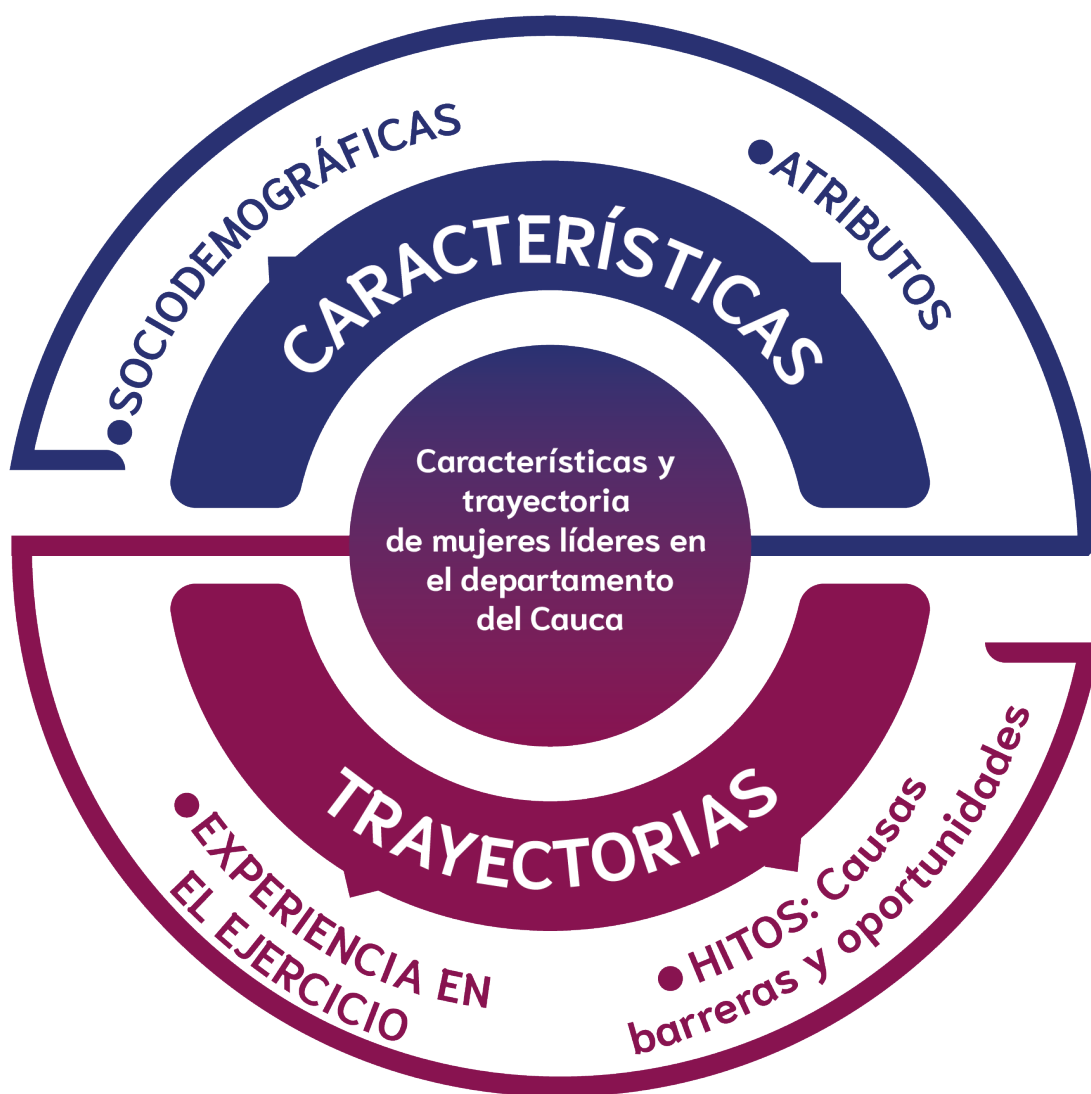 ●SOCIODEMOGRÁFICAS
●ATRIBUTOS
CARACTERÍSTICAS
Características y
trayectoria
de mujeres líderes en
el departamento
del Cauca
TRAYECTORIAS
●EXPERIENCIA EN
EL EJERCICIO
●HITOS: Causas
barreras y oportunidades